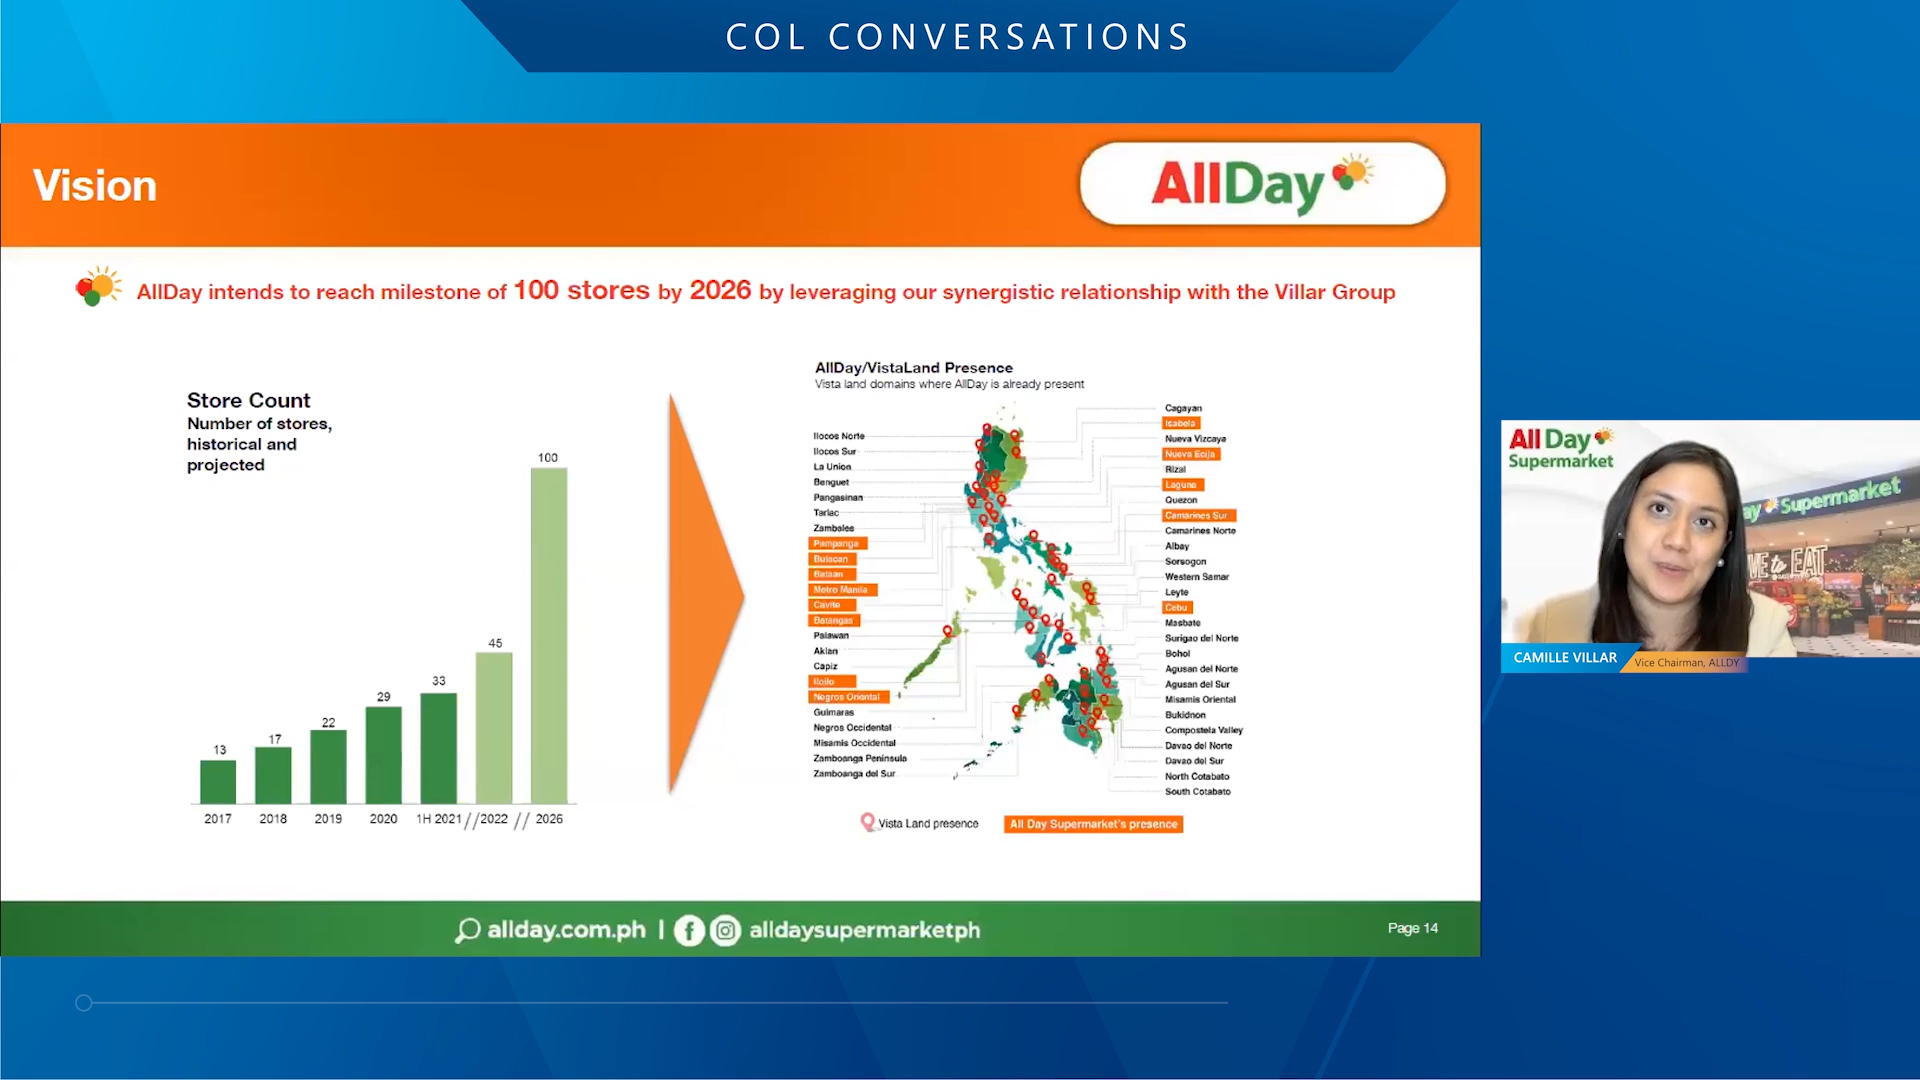 COL CONVERSATIONS
Vision
AllDay
AllDay intends to reach milestone of 100 stores by 2026 by leveraging our synergistic relationship with the Villar Group
Store Count
Number of stores,
historical and
projected
13
17
22
29
33
45
100
2017
2018
2019
2020
1H 2021
//
2022
//
2026
AllDay/VistaLand Presence
Vista land domains where AllDay is already present
Ilocos Norte
Ilocos Sur
La Union
Benguet
Pangasinan
Tarlac
Zambales
Pampanga
Bulacan
Bataan
Metro Manila
Cavite
Batangas
Palawan
Aklan
Capiz
Iloilo
Negros Oriental
Guimaras
Negros Occidental
Misamis Occidental
Zamboanga Peninsula
Zamboanga del Sur
Cagayan
Isabela
Nueva Vizcaya
Nueva Ecija
Rizal
Laguna
Quezon
Camarines Sur
Camarines Norte
Albay
Sorsogon
Western Samar
Leyte
Cebu
Masbate
Surigao del Norte
Bohol
Agusan del Norte
Agusan del Sur
Misamis Oriental
Bukidnon
Compostela Valley
Davao del Norte
Davao del Sur
North Cotabato
South Cotabato
Vista Land presence
All Day Supermarket's presence
allday.com.ph | alldaysupermarketph
Page 14
All Day
Supermarket
ay Supermarket
VE to EAT
CAMILLE VILLAR
Vice Chairman, ALLDY